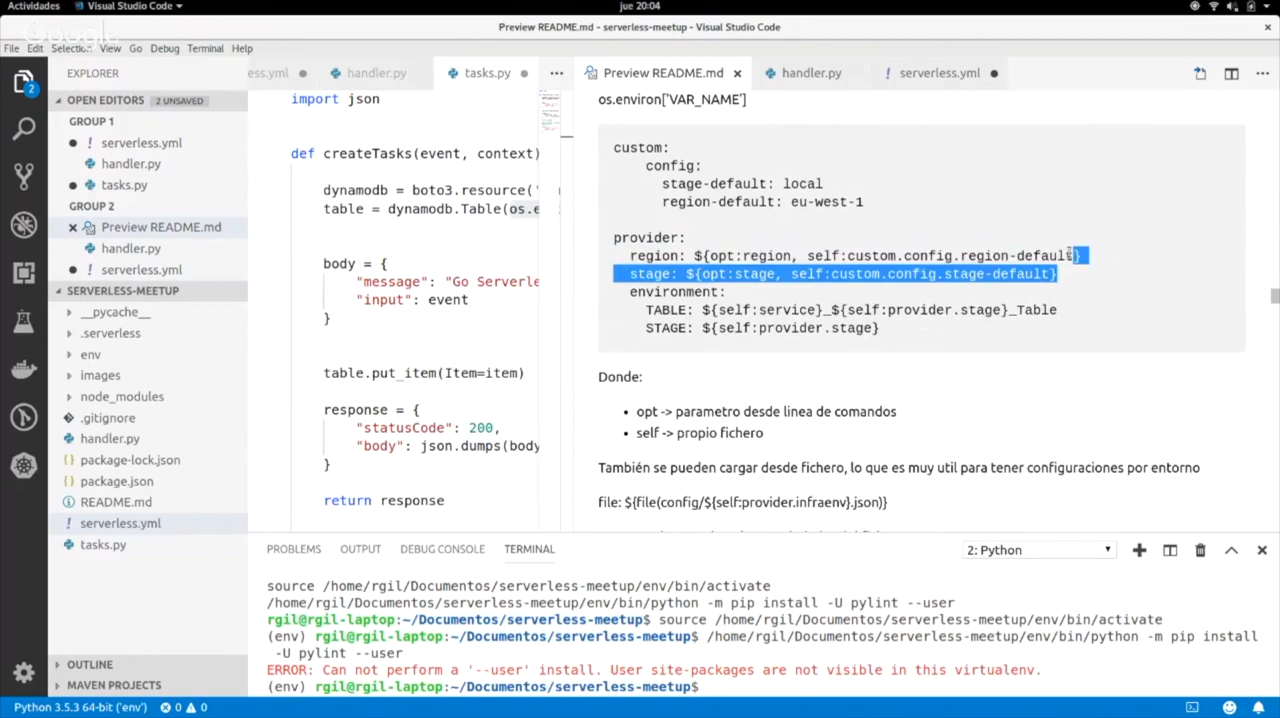 Actividades
Visual Studio Code
jue 20:04
Preview README.md - serverless-meetup - Visual Studio Code
Google
File Edit Selection View Go Debug Terminal Help
EXPLORER
OPEN EDITORS 2 UNSAVED
GROUP 1
serverless.yml
handler.py
tasks.py
GROUP 2
Preview README.md
handler.py
serverless.yml
SERVERLESS-MEETUP
__pycache__
.serverless
env
images
node_modules
.gitignore
handler.py
package-lock.json
package.json
README.md
serverless.yml
tasks.py
OUTLINE
MAVEN PROJECTS
2
ess.yml
handler.py
tasks.py
import json
def createTasks(event, context)
dynamodb = boto3.resource('
table = dynamodb.Table(os.e
body = {
"message": "Go Serverle
"input": event
}
table.put_item(Item=item)
response = {
"statusCode": 200,
"body": json.dumps(body
}
return response
Preview README.md
handler.py
serverless.yml
os.environ['VAR_NAME']
custom:
config:
stage-default: local
region-default: eu-west-1
provider:
region: ${opt:region, self:custom.config.region-default}
stage: ${opt:stage, self:custom.config.stage-default}
environment:
TABLE: ${self:service}_${self:provider.stage}_Table
STAGE: ${self:provider.stage}
Donde:
• opt -> parametro desde linea de comandos
• self -> propio fichero
También se pueden cargar desde fichero, lo que es muy util para tener configuraciones por entorno
file: ${file(config/${self:provider.infraenv}.json)}
PROBLEMS OUTPUT DEBUG CONSOLE TERMINAL
2: Python
source /home/rgil/Documentos/serverless-meetup/env/bin/activate
/home/rgil/Documentos/serverless-meetup/env/bin/python -m pip install -U pylint --user
rgil@rgil-laptop:~/Documentos/serverless-meetup$ source /home/rgil/Documentos/serverless-meetup/env/bin/activate
(env) rgil@rgil-laptop:~/Documentos/serverless-meetup$ /home/rgil/Documentos/serverless-meetup/env/bin/python -m pip install
-U pylint --user
ERROR: Can not perform a '--user' install. User site-packages are not visible in this virtualenv.
(env) rgil@rgil-laptop:~/Documentos/serverless-meetup$
Python 3.5.3 64-bit ('env') 0 0